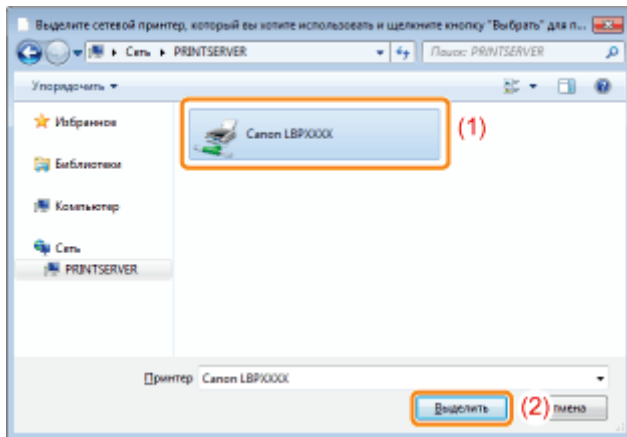 Выделите сетевой принтер, который вы хотите использовать и щелкните кнопку "Выбрать" для п...
Сеть PRINTSERVER
Поиск: PRINTSERVER
Упорядочить
Избранное
Canon LBPXXXX
(1)
Библиотеки
Компьютер
Сеть
PRINTSERVER
Принтер Canon LBPXXXX
Выделить (2) тмена